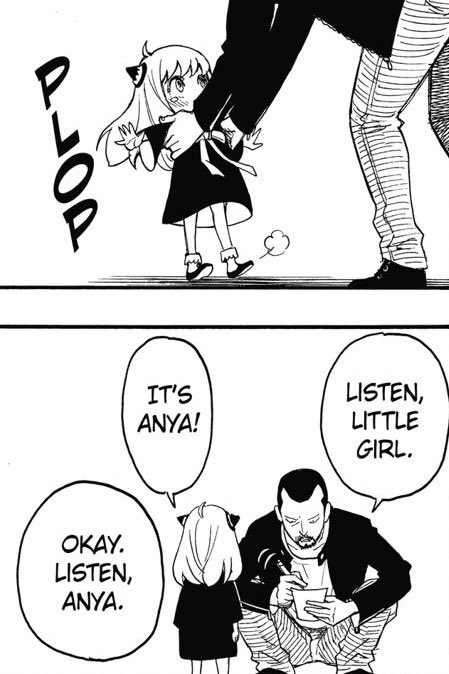 PLOP
LISTEN,
LITTLE
GIRL.
IT'S
ANYA!
OKAY.
LISTEN,
ANYA.